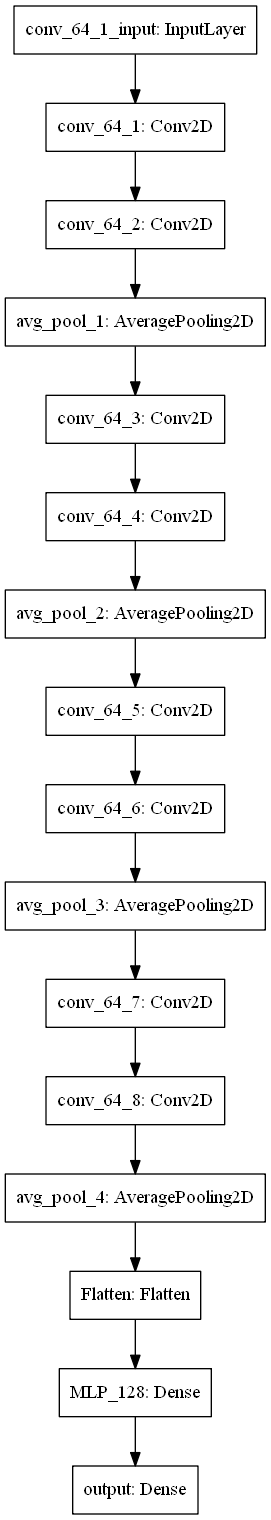 conv_64_1_input: InputLayer
conv_64_1: Conv2D
conv_64_2: Conv2D
avg_pool_1: AveragePooling2D
conv_64_3: Conv2D
conv_64_4: Conv2D
avg_pool_2: AveragePooling2D
conv_64_5: Conv2D
conv_64_6: Conv2D
avg_pool_3: AveragePooling2D
conv_64_7: Conv2D
conv_64_8: Conv2D
avg_pool_4: AveragePooling2D
Flatten: Flatten
MLP_128: Dense
output: Dense